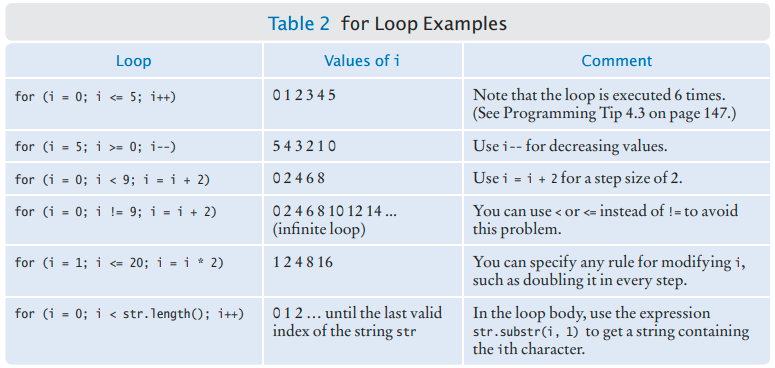 Table 2 for Loop Examples
Loop
Values of i
Comment
for (i = 0; i <= 5; i++)
0 1 2 3 4 5
Note that the loop is executed 6 times.
(See Programming Tip 4.3 on page 147.)
for (i = 5; i >= 0; i--)
5 4 3 2 1 0
Use i-- for decreasing values.
for (i = 0; i < 9; i = i + 2)
0 2 4 6 8
Use i = i + 2 for a step size of 2.
for (i = 0; i != 9; i = i + 2)
0 2 4 6 8 10 12 14 ...
(infinite loop)
You can use < or <= instead of != to avoid
this problem.
for (i = 1; i <= 20; i = i * 2)
1 2 4 8 16
You can specify any rule for modifying i,
such as doubling it in every step.
for (i = 0; i < str.length(); i++)
0 1 2 ... until the last valid
index of the string str
In the loop body, use the expression
str.substr(i, 1) to get a string containing
the ith character.